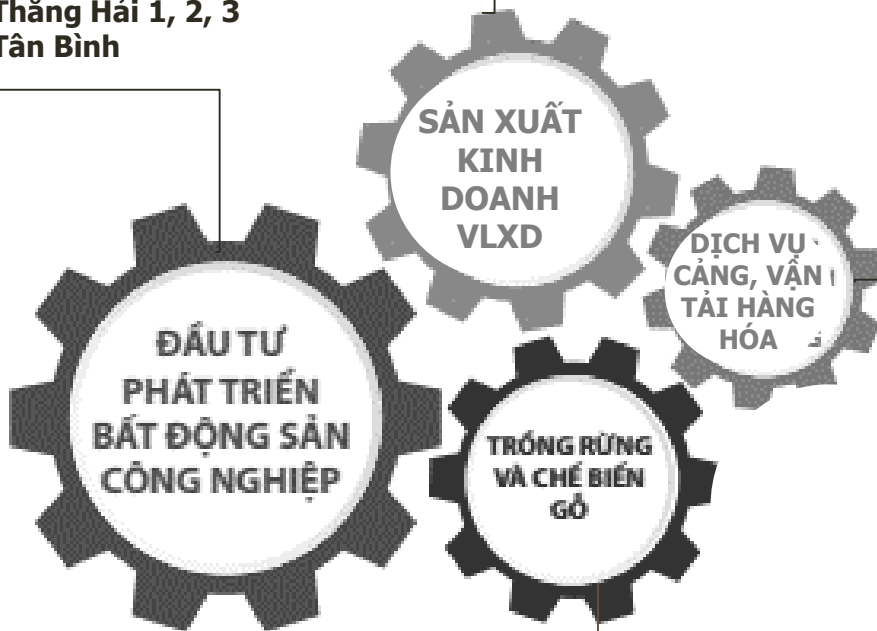 Thắng Hải 1, 2, 3
Tân Bình
SẢN XUẤT
KINH
DOANH
VLXD
DỊCH VỤ
CẢNG, VẬN
TẢI HÀNG
HÓA
ĐẦU TƯ
PHÁT TRIỂN
BẤT ĐỘNG SẢN
CÔNG NGHIỆP
TRỒNG RỪNG
VÀ CHẾ BIẾN
GỖ